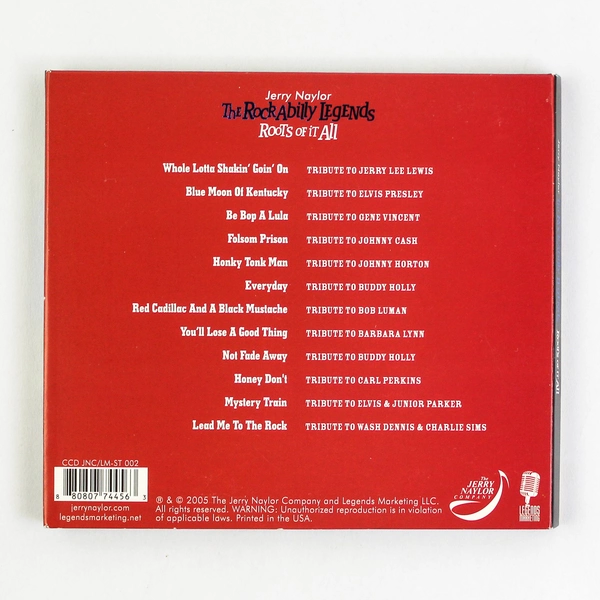 Jerry Naylor
The Rockabilly Legends
Roots of it All
Whole Lotta Shakin' Goin' On TRIBUTE TO JERRY LEE LEWIS
Blue Moon Of Kentucky TRIBUTE TO ELVIS PRESLEY
Be Bop A Lula TRIBUTE TO GENE VINCENT
Folsom Prison TRIBUTE TO JOHNNY CASH
Honky Tonk Man TRIBUTE TO JOHNNY HORTON
Everyday TRIBUTE TO BUDDY HOLLY
Red Cadillac And A Black Mustache TRIBUTE TO BOB LUMAN
You'll Lose A Good Thing TRIBUTE TO BARBARA LYNN
Not Fade Away TRIBUTE TO BUDDY HOLLY
Honey Don't TRIBUTE TO CARL PERKINS
Mystery Train TRIBUTE TO ELVIS & JUNIOR PARKER
Lead Me To The Rock TRIBUTE TO WASH DENNIS & CHARLIE SIMS
CCD JNC/LM-ST 002
8 80807 74456 3
jerrynaylor.com
legendsmarketing.net
℗ & © 2005 The Jerry Naylor Company and Legends Marketing LLC.
All rights reserved. WARNING: Unauthorized reproduction is in violation
of applicable laws. Printed in the USA.
The
JERRY
NAYLOR
COMPANY
LEGENDS
MARKETING
Roots of it All